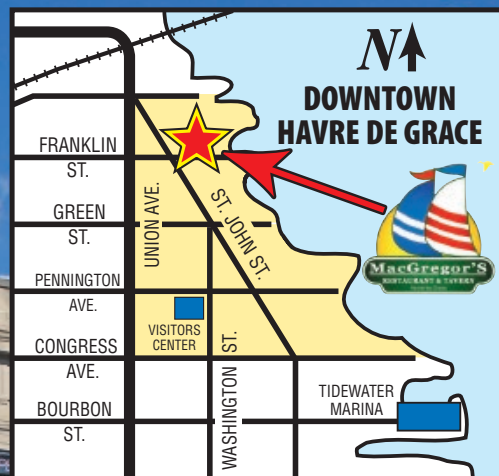 N
DOWNTOWN
HAVRE DE GRACE
FRANKLIN
ST.
GREEN
ST.
UNION AVE.
ST. JOHN ST.
MacGregor'S
RESTAURANT & TAVERN
PENNINGTON
AVE.
VISITORS
CENTER
CONGRESS
AVE.
WASHINGTON ST.
TIDEWATER
MARINA
BOURBON
ST.